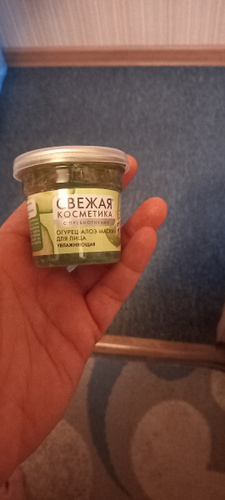 СВЕЖАЯ
КОСМЕТИКА
С ПРЕБИОТИКАМИ
ОГУРЕЦ-АЛОЭ МАСКА
ДЛЯ ЛИЦА
УВЛАЖНЯЮЩАЯ